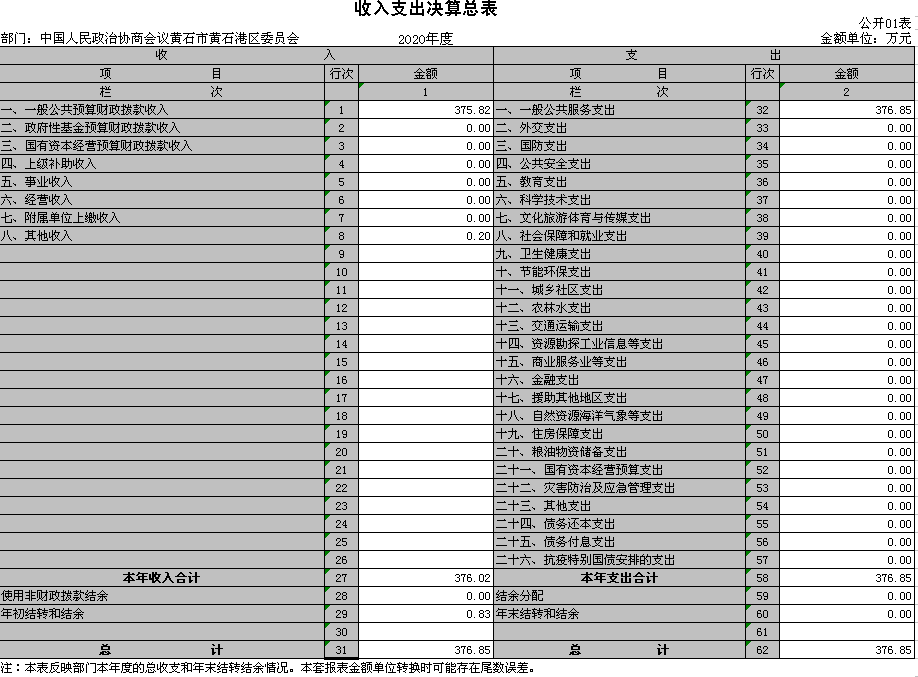 收入支出决算总表
公开01表
部门：中国人民政治协商会议黄石市黄石港区委员会 2020年度 金额单位：万元
收 入 支 出
项 目 行次 金额 项 目 行次 金额
栏 次 1 栏 次 2
一、一般公共预算财政拨款收入 1 375.82 一、一般公共服务支出 32 376.85
二、政府性基金预算财政拨款收入 2 0.00 二、外交支出 33 0.00
三、国有资本经营预算财政拨款收入 3 0.00 三、国防支出 34 0.00
四、上级补助收入 4 0.00 四、公共安全支出 35 0.00
五、事业收入 5 0.00 五、教育支出 36 0.00
六、经营收入 6 0.00 六、科学技术支出 37 0.00
七、附属单位上缴收入 7 0.00 七、文化旅游体育与传媒支出 38 0.00
八、其他收入 8 0.20 八、社会保障和就业支出 39 0.00
9 九、卫生健康支出 40 0.00
10 十、节能环保支出 41 0.00
11 十一、城乡社区支出 42 0.00
12 十二、农林水支出 43 0.00
13 十三、交通运输支出 44 0.00
14 十四、资源勘探工业信息等支出 45 0.00
15 十五、商业服务业等支出 46 0.00
16 十六、金融支出 47 0.00
17 十七、援助其他地区支出 48 0.00
18 十八、自然资源海洋气象等支出 49 0.00
19 十九、住房保障支出 50 0.00
20 二十、粮油物资储备支出 51 0.00
21 二十一、国有资本经营预算支出 52 0.00
22 二十二、灾害防治及应急管理支出 53 0.00
23 二十三、其他支出 54 0.00
24 二十四、债务还本支出 55 0.00
25 二十五、债务付息支出 56 0.00
26 二十六、抗疫特别国债安排的支出 57 0.00
本年收入合计 27 376.02 本年支出合计 58 376.85
使用非财政拨款结余 28 0.00 结余分配 59 0.00
年初结转和结余 29 0.83 年末结转和结余 60 0.00
30 61
总 计 31 376.85 总 计 62 376.85
注：本表反映部门本年度的总收支和年末结转结余情况。本套报表金额单位转换时可能存在尾数误差。